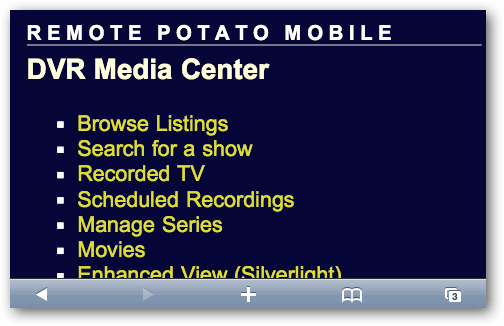 REMOTE POTATO MOBILE
DVR Media Center
Browse Listings
Search for a show
Recorded TV
Scheduled Recordings
Manage Series
Movies
Enhanced View (Silverlight)
3